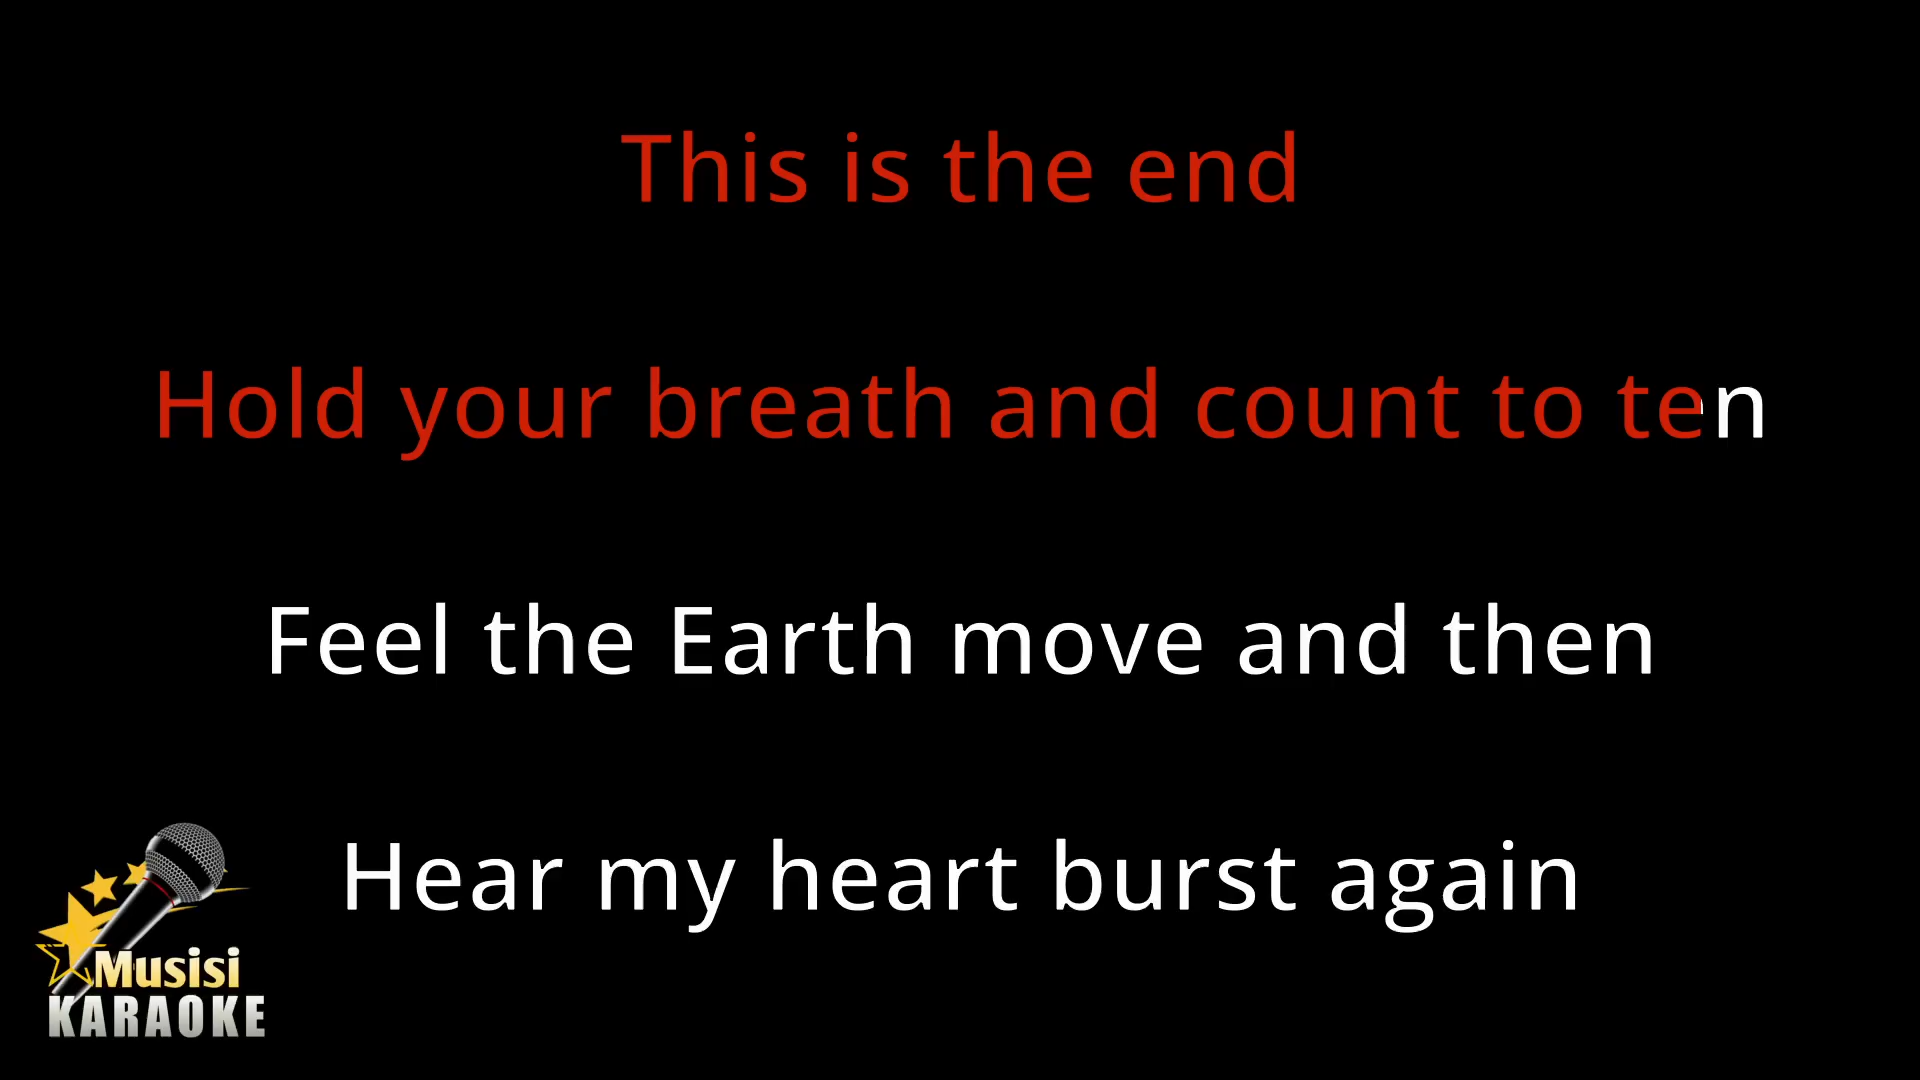 This is the end
Hold your breath and count to ten
Feel the Earth move and then
Hear my heart burst again
Musisi
KARAOKE